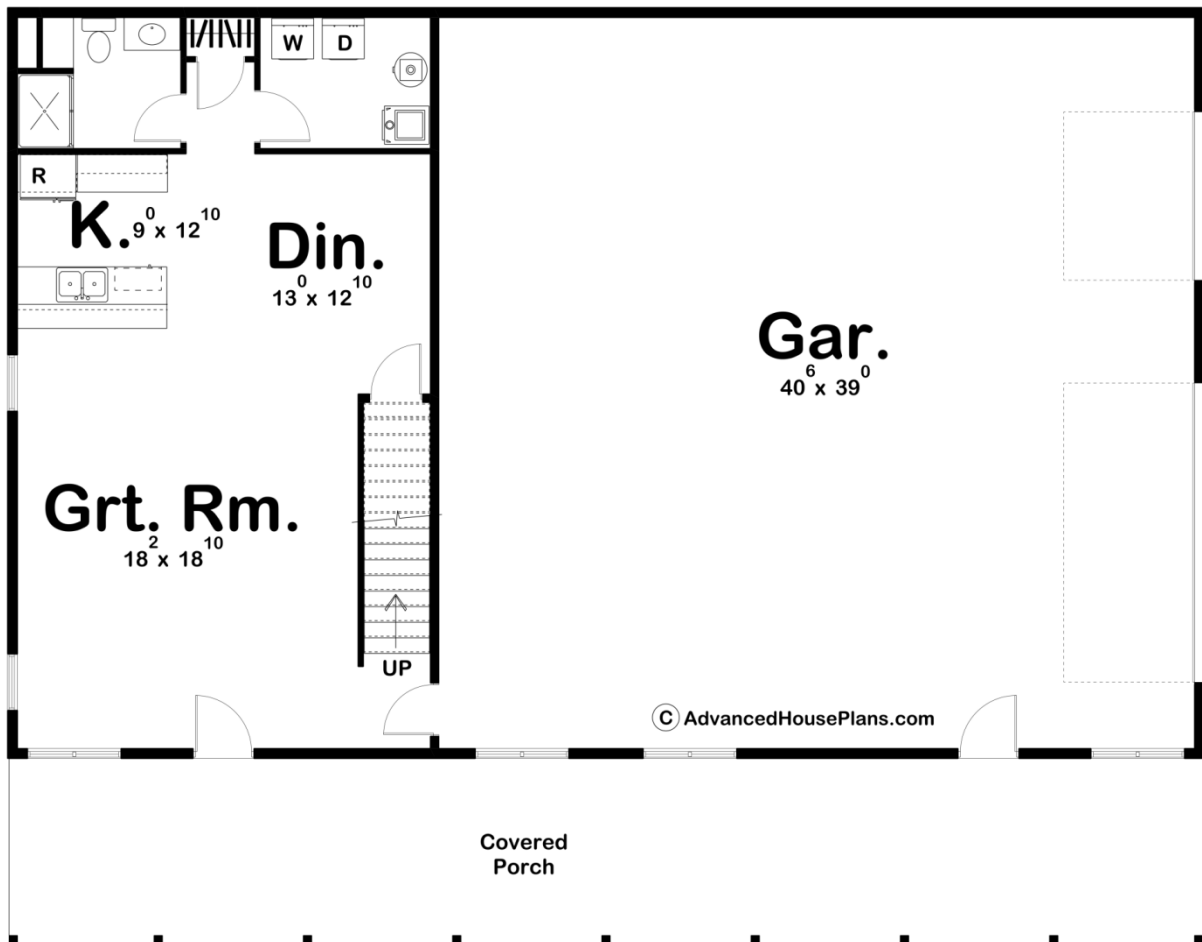 W
D
R
K. 9⁰ x 12¹⁰
Din.
13⁰ x 12¹⁰
Gar.
40⁶ x 39⁰
Grt. Rm.
18² x 18¹⁰
UP
© AdvancedHousePlans.com
Covered
Porch